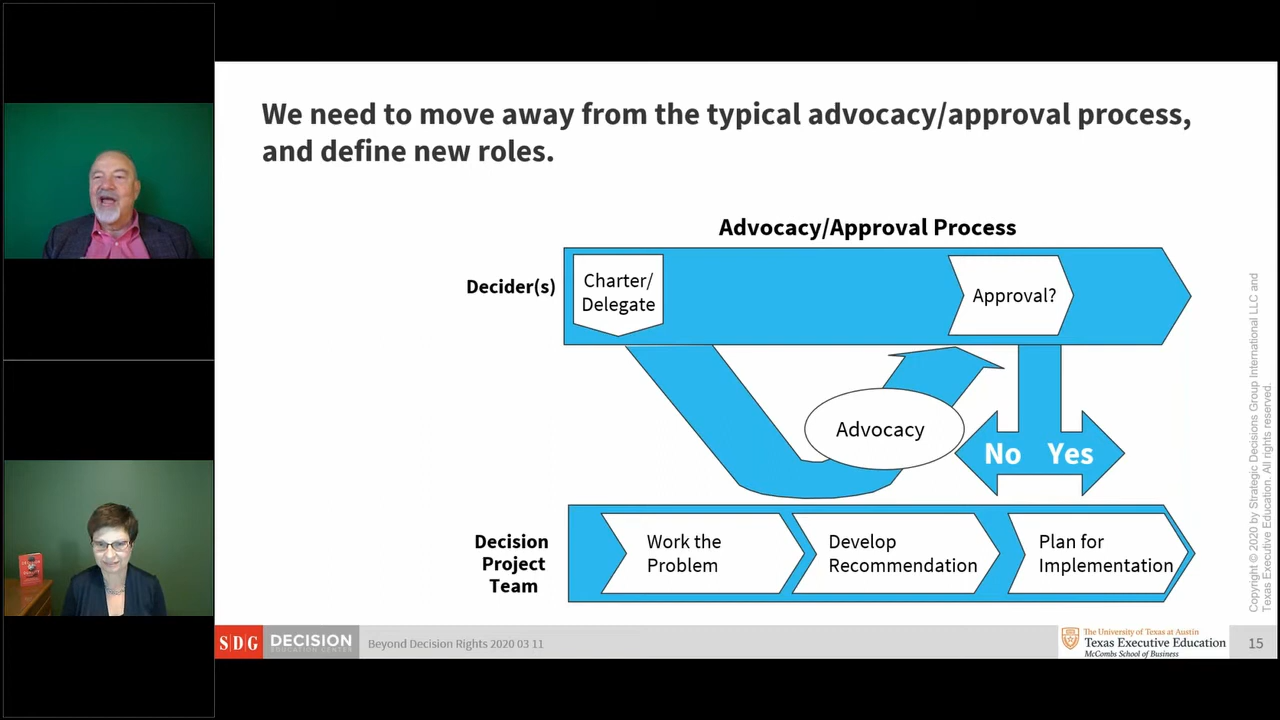 We need to move away from the typical advocacy/approval process,
and define new roles.
Advocacy/Approval Process
Decider(s)
Charter/
Delegate
Approval?
Advocacy
No Yes
Decision
Project
Team
Work the
Problem
Develop
Recommendation
Plan for
Implementation
Copyright © 2020 by Strategic Decisions Group International LLC and
Texas Executive Education. All rights reserved.
S|D|G DECISION
EDUCATION CENTER
Beyond Decision Rights 2020 03 11
The University of Texas at Austin
Texas Executive Education
McCombs School of Business
15